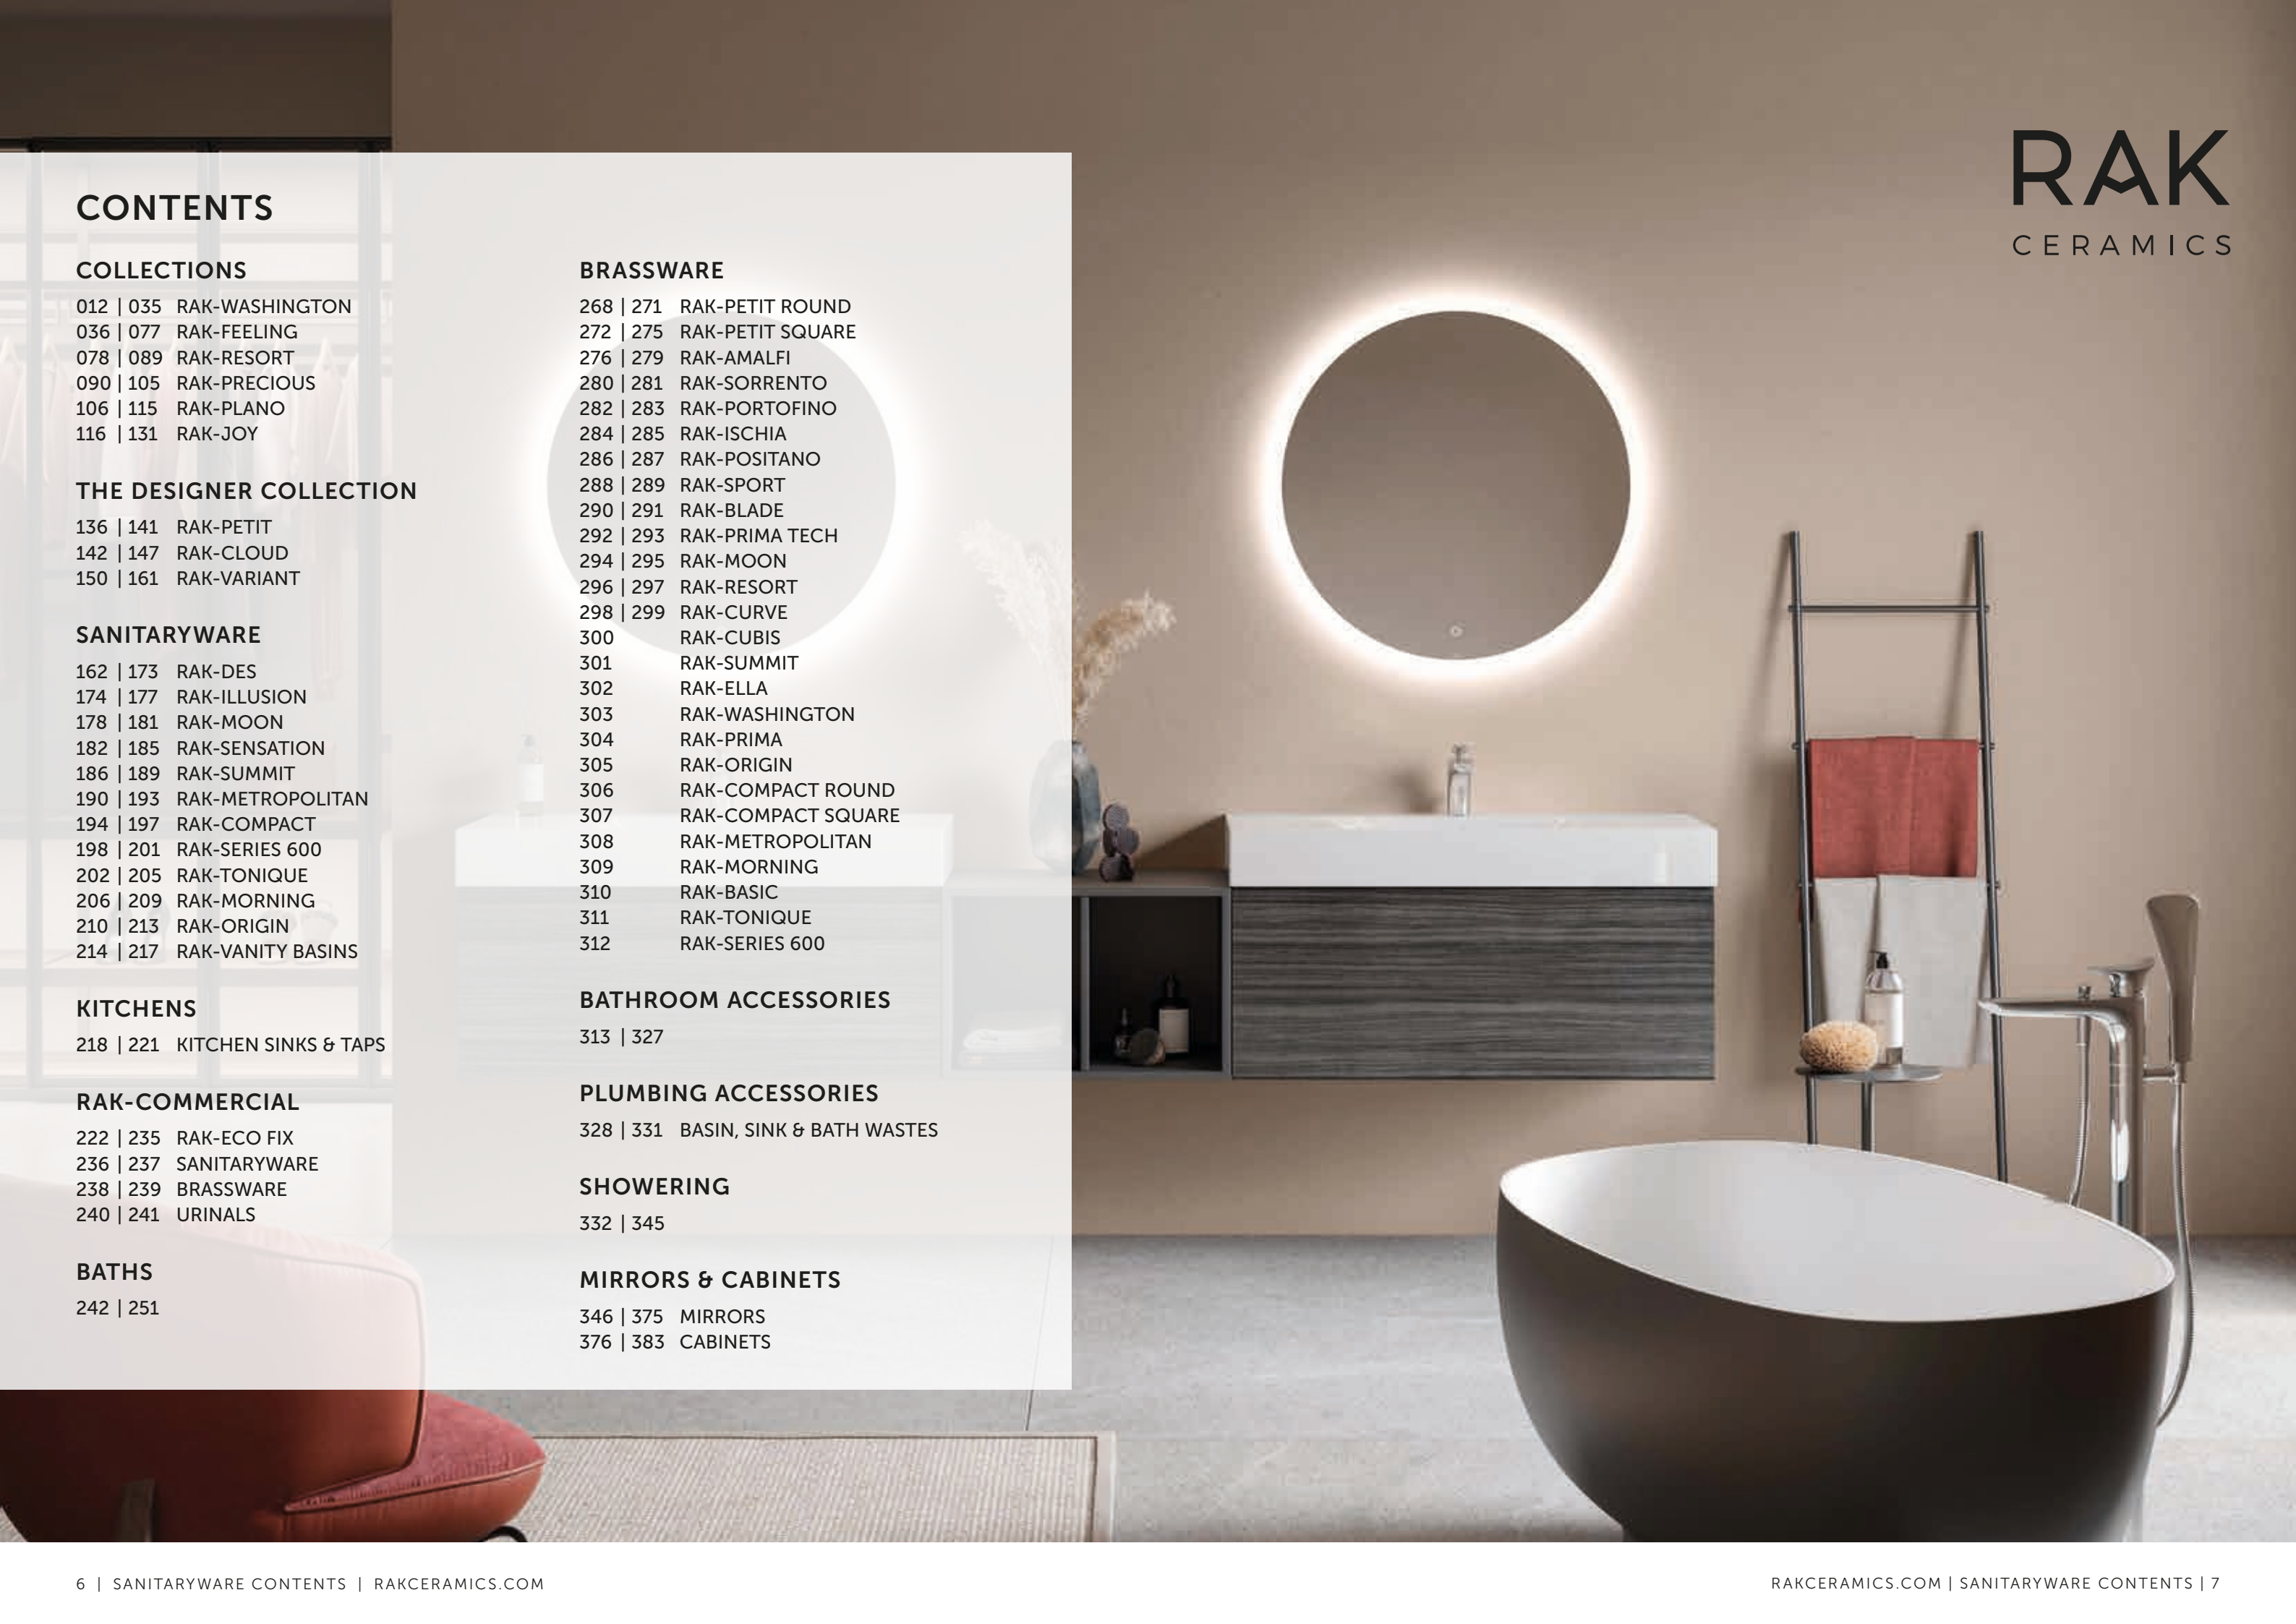 RAK
CERAMICS
CONTENTS
COLLECTIONS
012 | 035 RAK-WASHINGTON
036 | 077 RAK-FEELING
078 | 089 RAK-RESORT
090 | 105 RAK-PRECIOUS
106 | 115 RAK-PLANO
116 | 131 RAK-JOY
THE DESIGNER COLLECTION
136 | 141 RAK-PETIT
142 | 147 RAK-CLOUD
150 | 161 RAK-VARIANT
SANITARYWARE
162 | 173 RAK-DES
174 | 177 RAK-ILLUSION
178 | 181 RAK-MOON
182 | 185 RAK-SENSATION
186 | 189 RAK-SUMMIT
190 | 193 RAK-METROPOLITAN
194 | 197 RAK-COMPACT
198 | 201 RAK-SERIES 600
202 | 205 RAK-TONIQUE
206 | 209 RAK-MORNING
210 | 213 RAK-ORIGIN
214 | 217 RAK-VANITY BASINS
KITCHENS
218 | 221 KITCHEN SINKS & TAPS
RAK-COMMERCIAL
222 | 235 RAK-ECO FIX
236 | 237 SANITARYWARE
238 | 239 BRASSWARE
240 | 241 URINALS
BATHS
242 | 251
BRASSWARE
268 | 271 RAK-PETIT ROUND
272 | 275 RAK-PETIT SQUARE
276 | 279 RAK-AMALFI
280 | 281 RAK-SORRENTO
282 | 283 RAK-PORTOFINO
284 | 285 RAK-ISCHIA
286 | 287 RAK-POSITANO
288 | 289 RAK-SPORT
290 | 291 RAK-BLADE
292 | 293 RAK-PRIMA TECH
294 | 295 RAK-MOON
296 | 297 RAK-RESORT
298 | 299 RAK-CURVE
300 RAK-CUBIS
301 RAK-SUMMIT
302 RAK-ELLA
303 RAK-WASHINGTON
304 RAK-PRIMA
305 RAK-ORIGIN
306 RAK-COMPACT ROUND
307 RAK-COMPACT SQUARE
308 RAK-METROPOLITAN
309 RAK-MORNING
310 RAK-BASIC
311 RAK-TONIQUE
312 RAK-SERIES 600
BATHROOM ACCESSORIES
313 | 327
PLUMBING ACCESSORIES
328 | 331 BASIN, SINK & BATH WASTES
SHOWERING
332 | 345
MIRRORS & CABINETS
346 | 375 MIRRORS
376 | 383 CABINETS
6 | SANITARYWARE CONTENTS | RAKCERAMICS.COM
RAKCERAMICS.COM | SANITARYWARE CONTENTS | 7